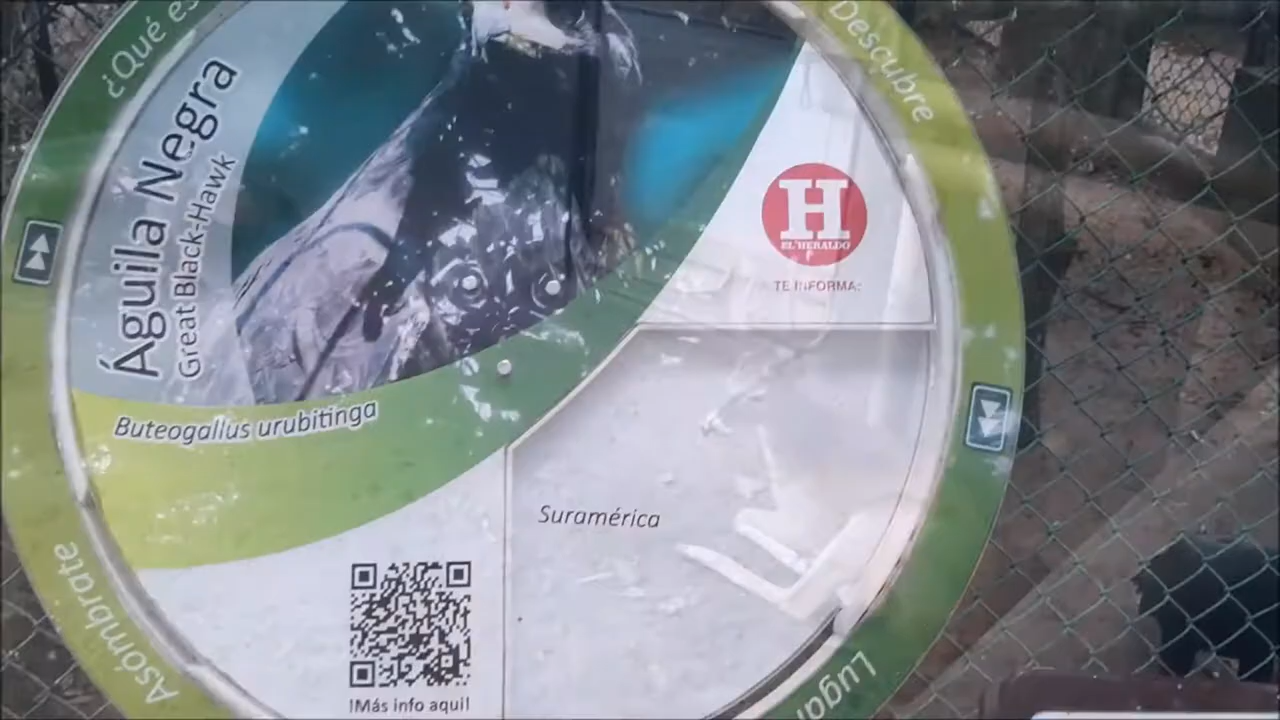 ¿Qué es
Descubre
Águila Negra
Great Black-Hawk
Buteogallus urubitinga
H
EL HERALDO
TE INFORMA:
Suramérica
Asómbrate
!Más info aquí!
Lugar